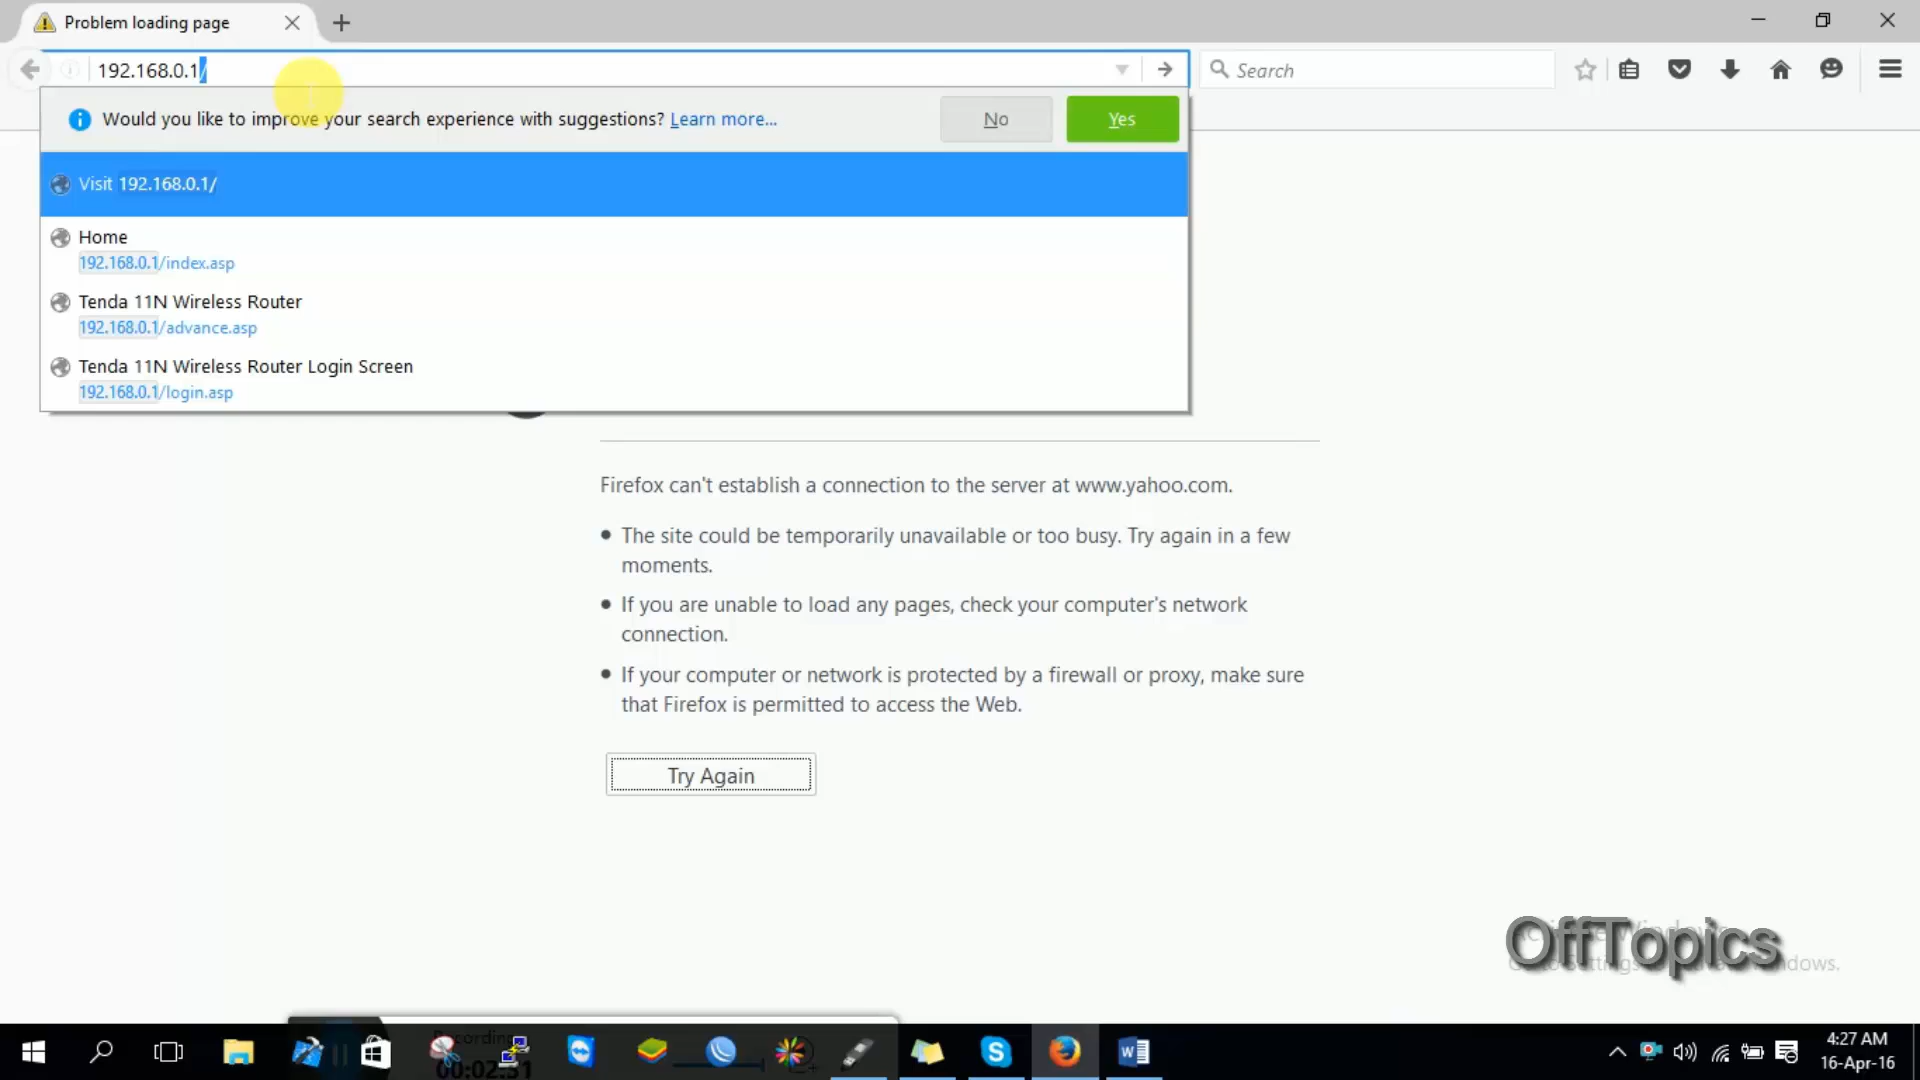 Problem loading page
192.168.0.1/
Search
Would you like to improve your search experience with suggestions? Learn more...
No
Yes
Visit 192.168.0.1/
Home
192.168.0.1/index.asp
Tenda 11N Wireless Router
192.168.0.1/advance.asp
Tenda 11N Wireless Router Login Screen
192.168.0.1/login.asp
Firefox can't establish a connection to the server at www.yahoo.com.
The site could be temporarily unavailable or too busy. Try again in a few
moments.
If you are unable to load any pages, check your computer's network
connection.
If your computer or network is protected by a firewall or proxy, make sure
that Firefox is permitted to access the Web.
Try Again
OffTopics
4:27 AM
16-Apr-16